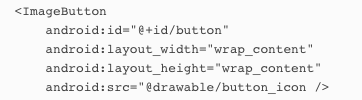 <ImageButton
    android:id="@+id/button"
    android:layout_width="wrap_content"
    android:layout_height="wrap_content"
    android:src="@drawable/button_icon />